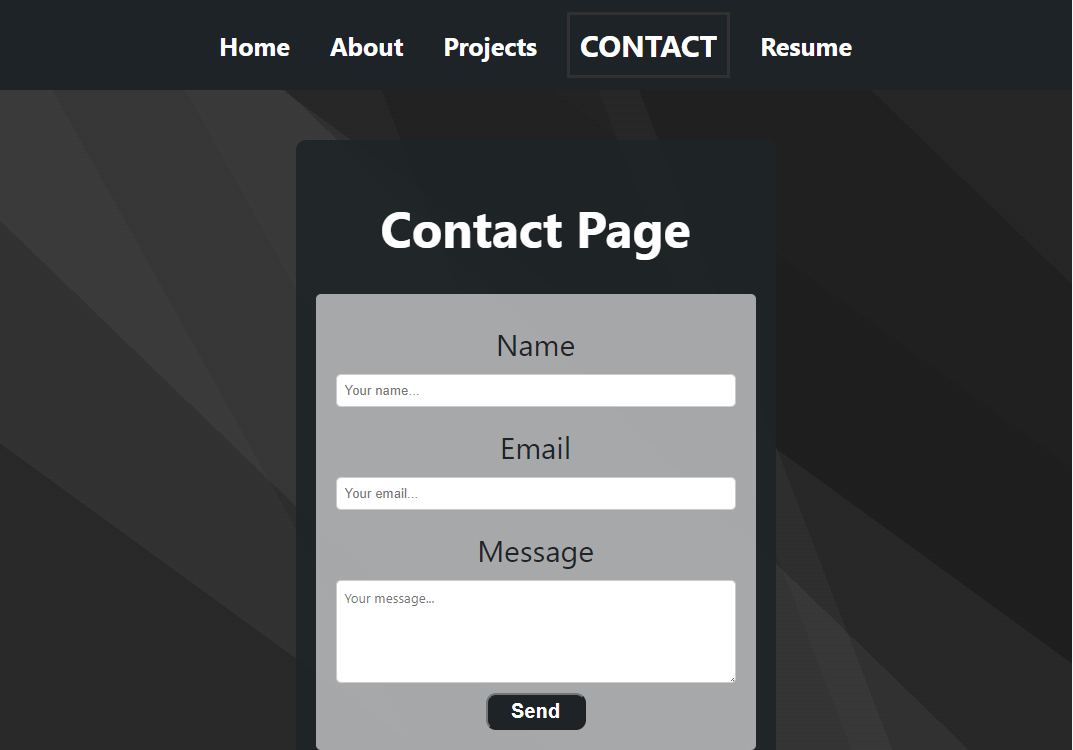 Home About Projects CONTACT Resume
Contact Page
Name
Your name...
Email
Your email...
Message
Your message...
Send